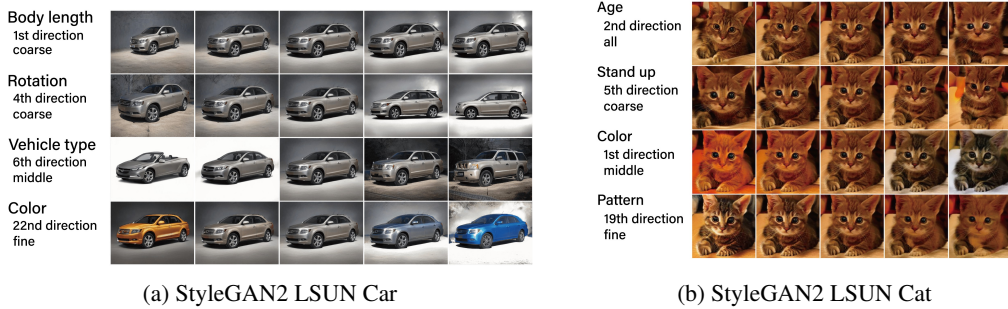 Body length
1st direction
coarse
Rotation
4th direction
coarse
Vehicle type
6th direction
middle
Color
22nd direction
fine
(a) StyleGAN2 LSUN Car
Age
2nd direction
all
Stand up
5th direction
coarse
Color
1st direction
middle
Pattern
19th direction
fine
(b) StyleGAN2 LSUN Cat